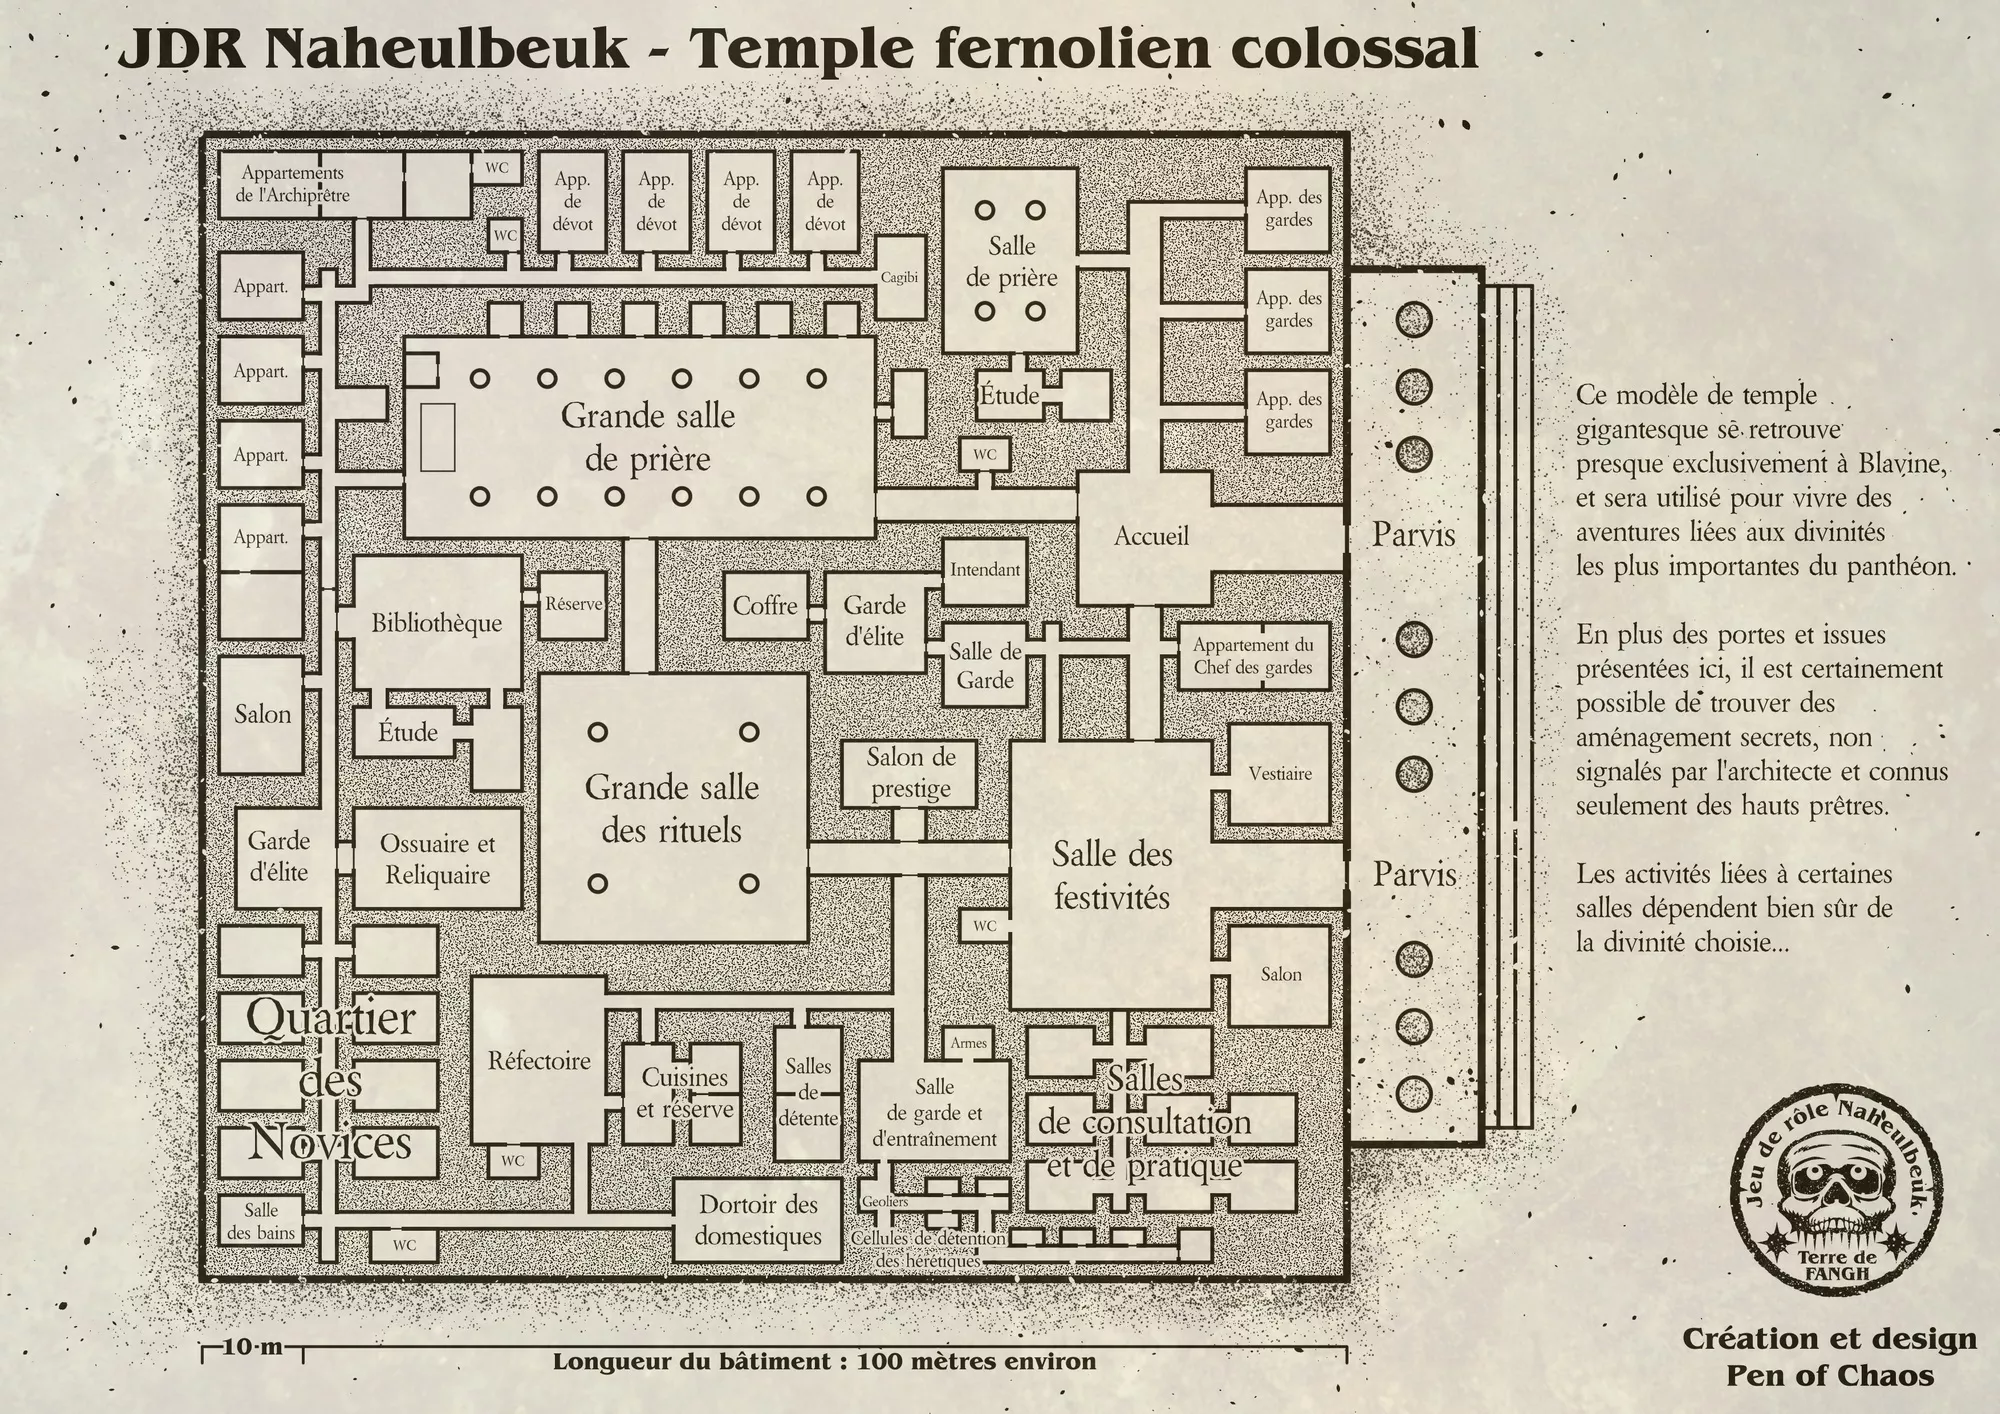 JDR Naheulbeuk - Temple fernolien colossal
Appartements
de l'Archiprêtre
WC
WC
App.
de
dévot
App.
de
dévot
App.
de
dévot
App.
de
dévot
Cagibi
Salle
de prière
App. des
gardes
App. des
gardes
App. des
gardes
Appart.
Appart.
Appart.
Appart.
Grande salle
de prière
Étude
WC
Accueil
Parvis
Bibliothèque
Réserve
Coffre
Garde
d'élite
Intendant
Salle de
Garde
Appartement du
Chef des gardes
Salon
Étude
Grande salle
des rituels
Salon de
prestige
Vestiaire
Garde
d'élite
Ossuaire et
Reliquaire
Salle des
festivités
Parvis
WC
Salon
Quartier
des
Novices
Réfectoire
Cuisines
et réserve
Salles
de
détente
Armes
Salle
de garde et
d'entraînement
Salles
de consultation
et de pratique
WC
Salle
des bains
WC
Dortoir des
domestiques
Geoliers
Cellules de détention
des hérétiques
Ce modèle de temple
gigantesque se retrouve
presque exclusivement à Blavine,
et sera utilisé pour vivre des
aventures liées aux divinités
les plus importantes du panthéon.
En plus des portes et issues
présentées ici, il est certainement
possible de trouver des
aménagement secrets, non
signalés par l'architecte et connus
seulement des hauts prêtres.
Les activités liées à certaines
salles dépendent bien sûr de
la divinité choisie...
Jeu de rôle Naheulbeuk
Terre de
FANGH
10 m
Longueur du bâtiment : 100 mètres environ
Création et design
Pen of Chaos